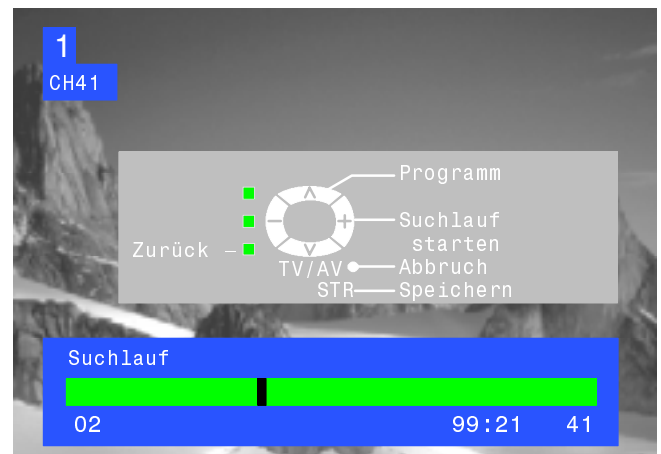 1
CH41
Programm
Suchlauf
starten
Zurück –
TV/AV Abbruch
STR Speichern
Suchlauf
02 99:21 41